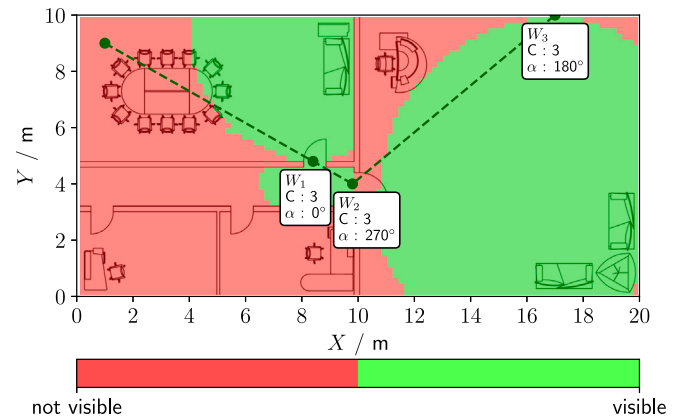 10
8
6
4
2
0
Y / m
W3
C : 3
α : 180°
W1
C : 3
α : 0°
W2
C : 3
α : 270°
0 2 4 6 8 10 12 14 16 18 20
X / m
not visible visible